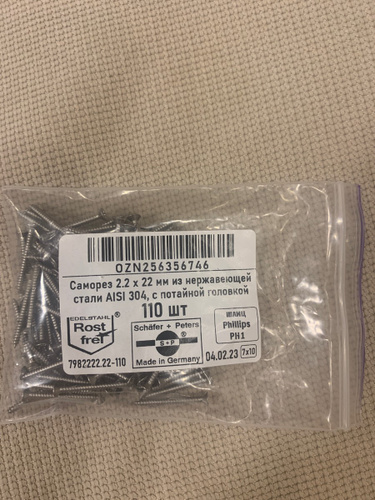 OZN256356746
Саморез 2.2 х 22 мм из нержавеющей
стали AISI 304, с потайной головкой
110 шт
EDELSTAHL
Rost
frei
®
7982222.22-110
Schäfer + Peters
S+P
®
Made in Germany
шлиц
Phillips
PH1
04.02.23
7x10